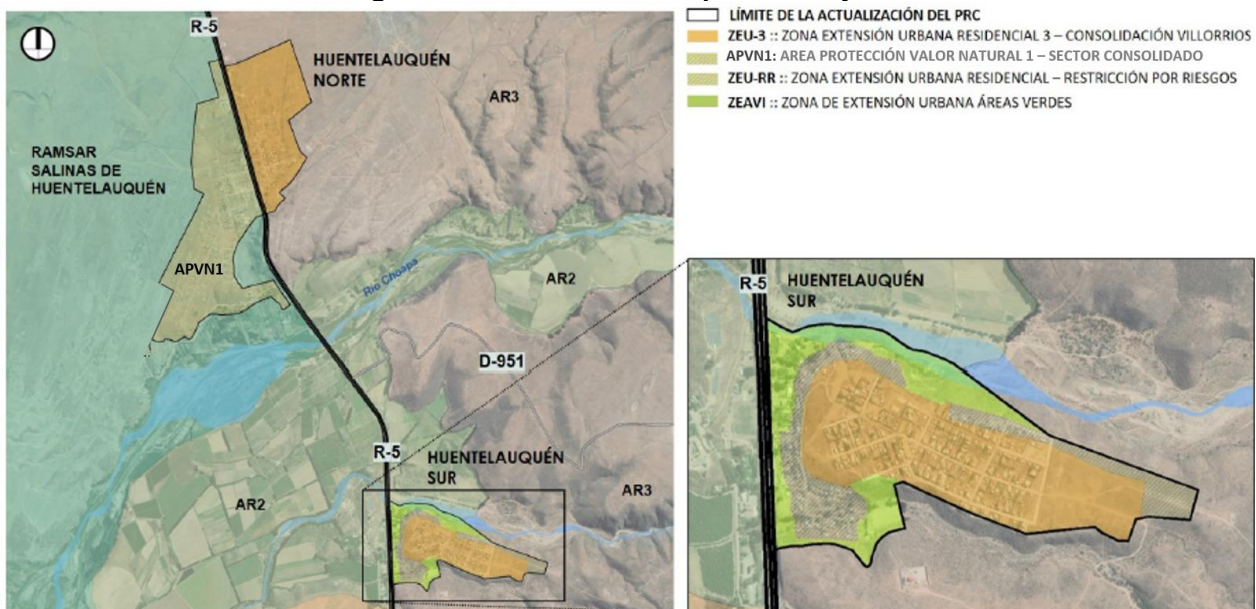 R-5
HUENTELAUQUÉN
NORTE
AR3
RAMSAR
SALINAS DE
HUENTELAUQUÉN
APVN1
Río Choapa
AR2
D-951
R-5
HUENTELAUQUÉN
SUR
AR2
AR3
LÍMITE DE LA ACTUALIZACIÓN DEL PRC
ZEU-3 :: ZONA EXTENSIÓN URBANA RESIDENCIAL 3 – CONSOLIDACIÓN VILLORRIOS
APVN1: AREA PROTECCIÓN VALOR NATURAL 1 – SECTOR CONSOLIDADO
ZEU-RR :: ZONA EXTENSIÓN URBANA RESIDENCIAL – RESTRICCIÓN POR RIESGOS
ZEAVI :: ZONA DE EXTENSIÓN URBANA ÁREAS VERDES
R-5
HUENTELAUQUÉN
SUR